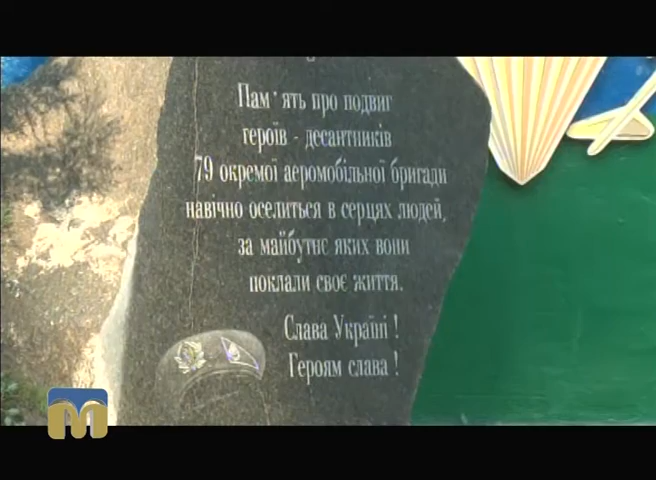 Пам'ять про подвиг
героїв - десантників
79 окремої аеромобільної бригади
навічно оселиться в серцях людей,
за майбутнє яких вони
поклали своє життя.
Слава Україні !
Героям слава !